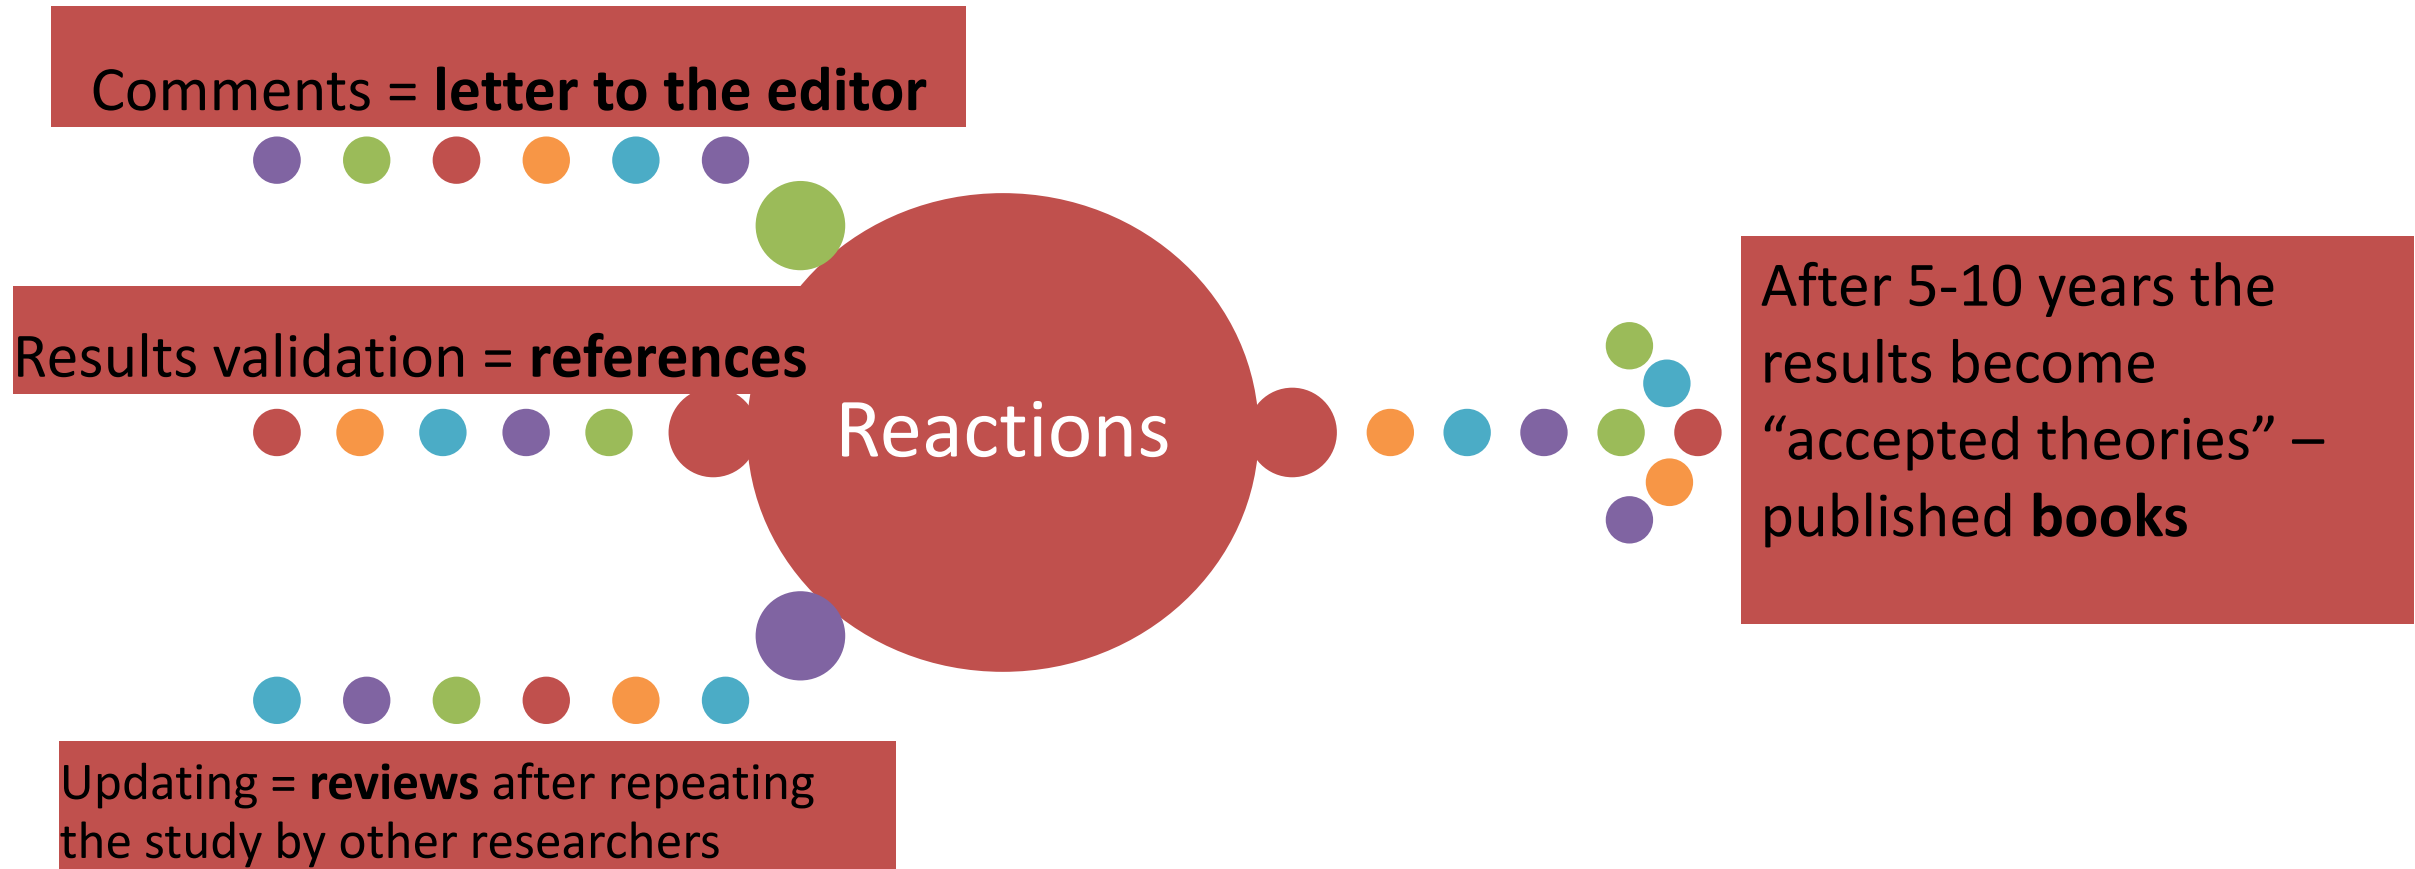 Comments = letter to the editor
Results validation = references
Reactions
Updating = reviews after repeating
the study by other researchers
After 5-10 years the
results become
“accepted theories” –
published books